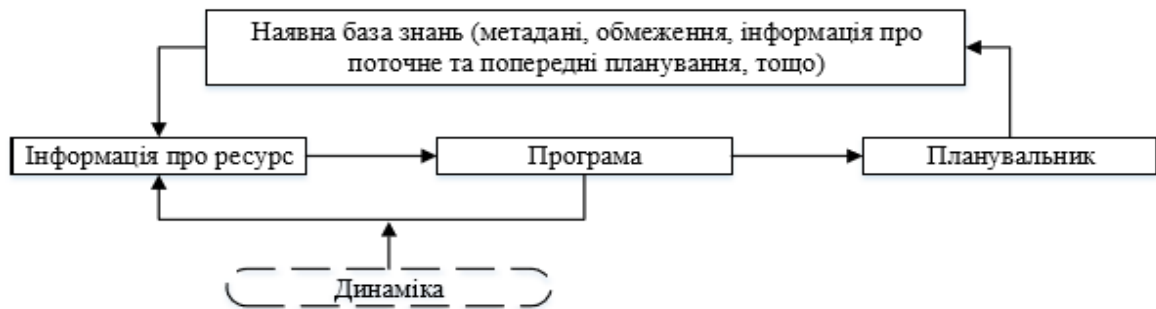 Наявна база знань (метадані, обмеження, інформація про
поточне та попередні планування, тощо)
Інформація про ресурс
Програма
Планувальник
Динаміка